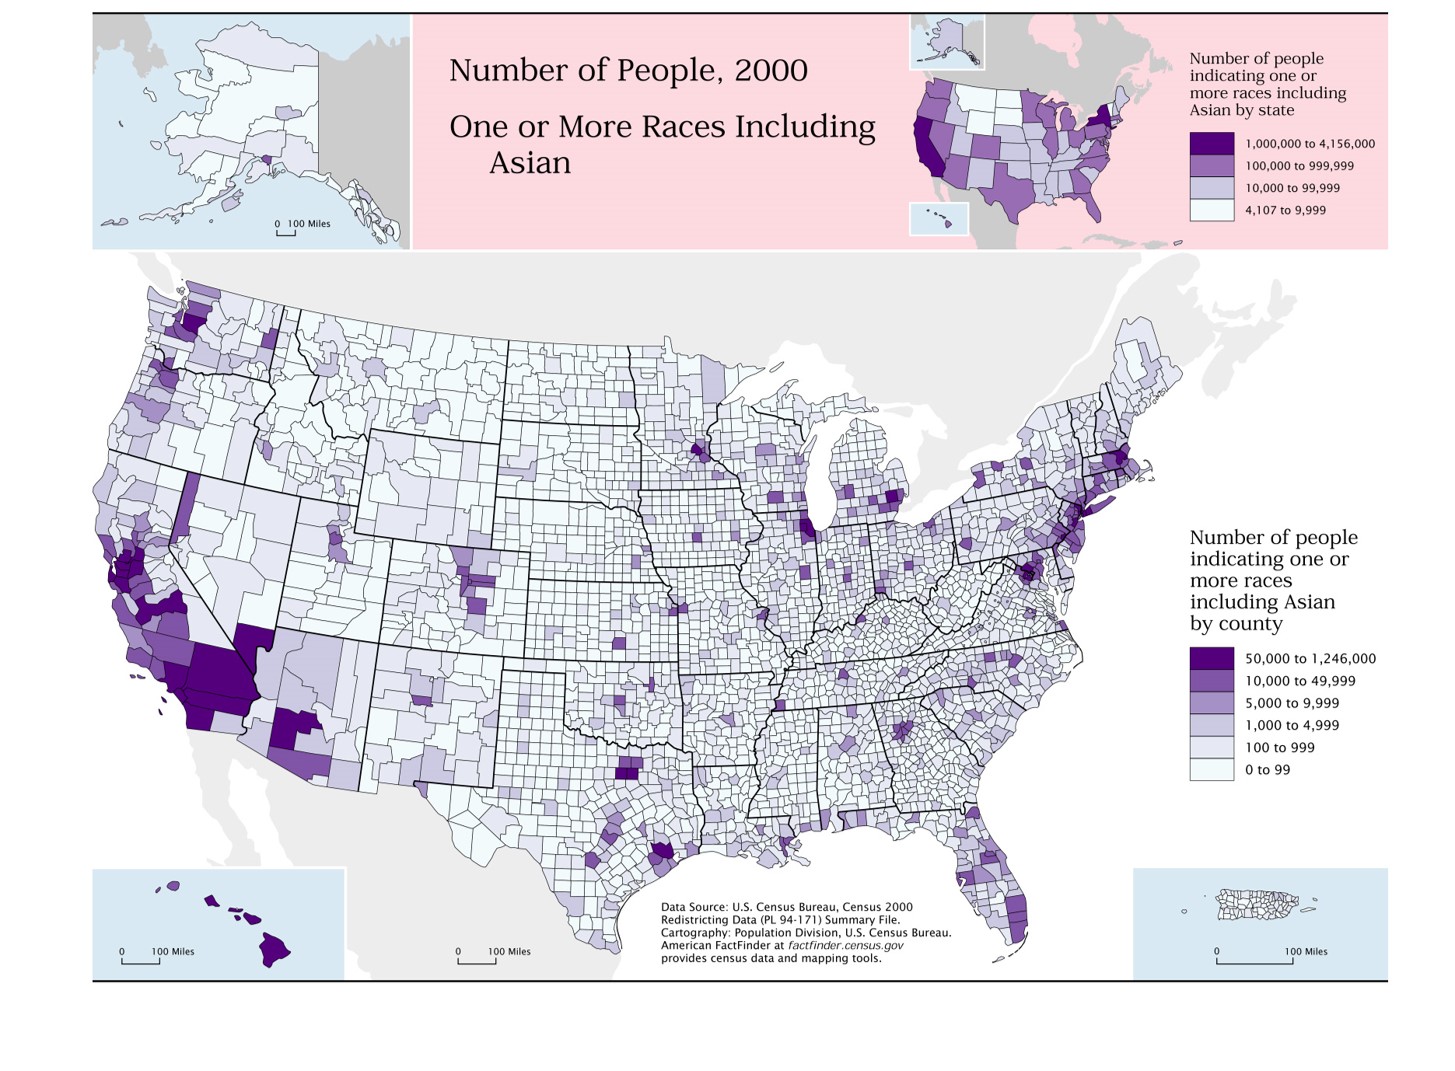 Number of People, 2000
One or More Races Including
Asian
0 100 Miles
Number of people
indicating one or
more races including
Asian by state
1,000,000 to 4,156,000
100,000 to 999,999
10,000 to 99,999
4,107 to 9,999
Number of people
indicating one or
more races
including Asian
by county
50,000 to 1,246,000
10,000 to 49,999
5,000 to 9,999
1,000 to 4,999
100 to 999
0 to 99
0 100 Miles
0 100 Miles
Data Source: U.S. Census Bureau, Census 2000
Redistricting Data (PL 94-171) Summary File.
Cartography: Population Division, U.S. Census Bureau.
American FactFinder at factfinder.census.gov
provides census data and mapping tools.
0 100 Miles